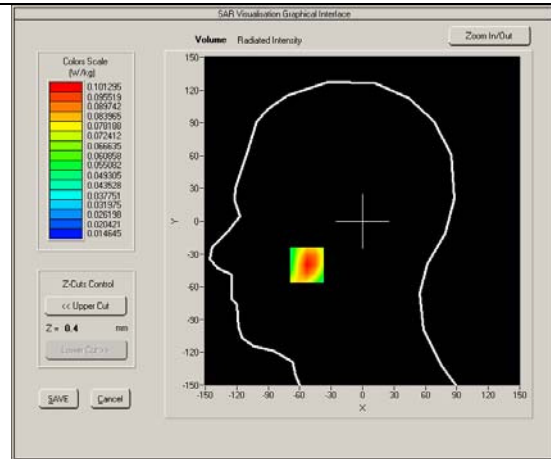 SAR Visualisation Graphical Interface
Volume Radiated Intensity
Zoom In/Out
Colors Scale
(W/kg)
0.101295
0.095519
0.089742
0.083965
0.078188
0.072412
0.066635
0.060858
0.055082
0.049305
0.043528
0.037751
0.031975
0.026198
0.020421
0.014645
Z-Cuts Control
<< Upper Cut
Z = 0.4 mm
Lower Cut >>
SAVE
Cancel
150
120
90
60
30
0
-30
-60
-90
-120
-150
Y
-150 -120 -90 -60 -30 0 30 60 90 120 150
X